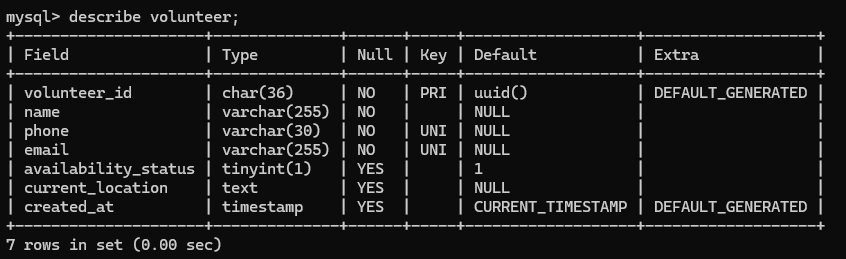 mysql> describe volunteer;
+---------------------+--------------+------+-----+-------------------+-------------------+
| Field               | Type         | Null | Key | Default           | Extra             |
+---------------------+--------------+------+-----+-------------------+-------------------+
| volunteer_id        | char(36)     | NO   | PRI | uuid()            | DEFAULT_GENERATED |
| name                | varchar(255) | NO   |     | NULL              |                   |
| phone               | varchar(30)  | NO   | UNI | NULL              |                   |
| email               | varchar(255) | NO   | UNI | NULL              |                   |
| availability_status | tinyint(1)   | YES  |     | 1                 |                   |
| current_location    | text         | YES  |     | NULL              |                   |
| created_at          | timestamp    | YES  |     | CURRENT_TIMESTAMP | DEFAULT_GENERATED |
+---------------------+--------------+------+-----+-------------------+-------------------+
7 rows in set (0.00 sec)